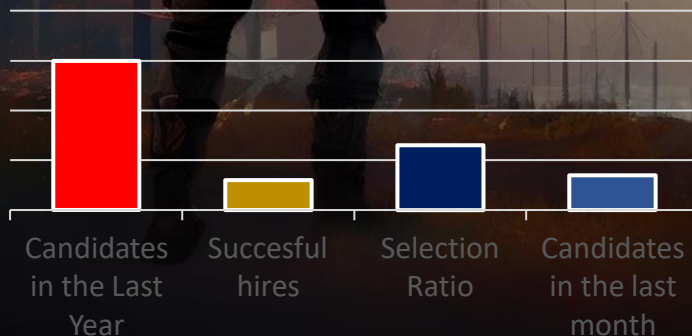 Candidates
in the Last
Year
Succesful
hires
Selection
Ratio
Candidates
in the last
month